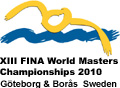 XIII FINA World Masters
Championships 2010
Göteborg & Borås  Sweden